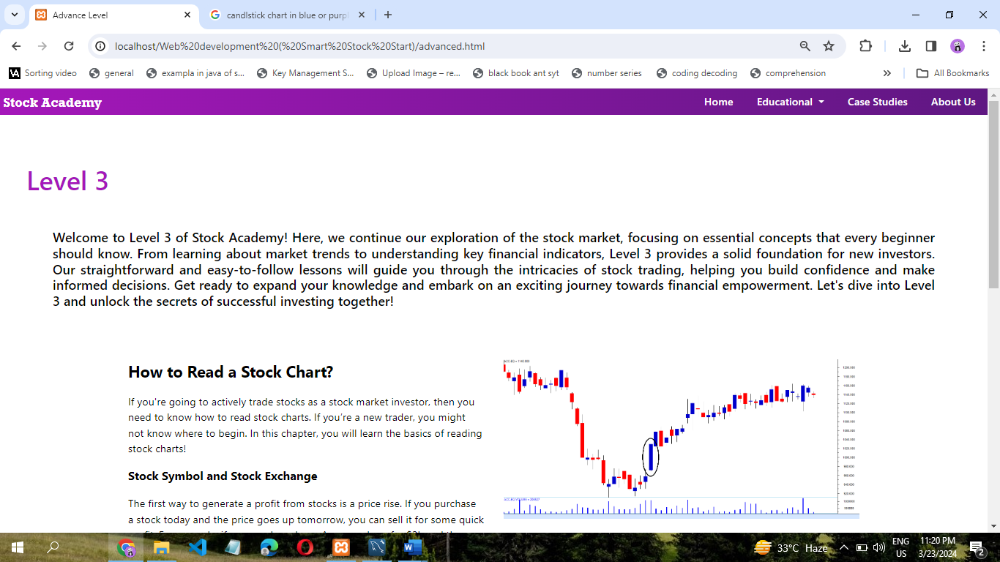 Advance Level
candlstick chart in blue or purpl
localhost/Web%20development%20(%20Smart%20Stock%20Start)/advanced.html
Sorting video
general
exampla in java of s...
Key Management S...
Upload Image – re...
black book ant syt
number series
coding decoding
comprehension
All Bookmarks
Stock Academy
Home
Educational
Case Studies
About Us
Level 3
Welcome to Level 3 of Stock Academy! Here, we continue our exploration of the stock market, focusing on essential concepts that every beginner
should know. From learning about market trends to understanding key financial indicators, Level 3 provides a solid foundation for new investors.
Our straightforward and easy-to-follow lessons will guide you through the intricacies of stock trading, helping you build confidence and make
informed decisions. Get ready to expand your knowledge and embark on an exciting journey towards financial empowerment. Let's dive into Level
3 and unlock the secrets of successful investing together!
How to Read a Stock Chart?
If you're going to actively trade stocks as a stock market investor, then you
need to know how to read stock charts. If you’re a new trader, you might
not know where to begin. In this chapter, you will learn the basics of reading
stock charts!
Stock Symbol and Stock Exchange
The first way to generate a profit from stocks is a price rise. If you purchase
a stock today and the price goes up tomorrow, you can sell it for some quick
33°C Haze
ENG
US
11:20 PM
3/23/2024
2